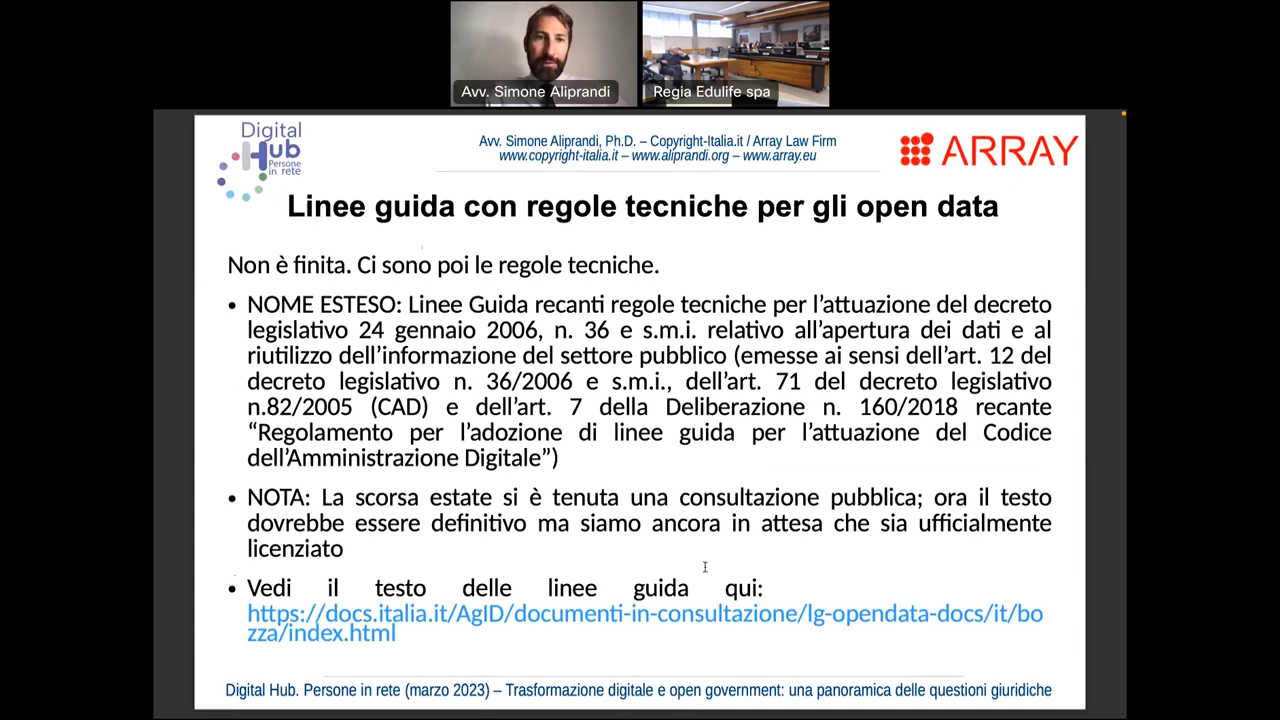 Avv. Simone Aliprandi
Regia Edulife spa
Digital
Hub
Persone
in rete
Avv. Simone Aliprandi, Ph.D. – Copyright-Italia.it / Array Law Firm
www.copyright-italia.it – www.aliprandi.org – www.array.eu
ARRAY
Linee guida con regole tecniche per gli open data
Non è finita. Ci sono poi le regole tecniche.
• NOME ESTESO: Linee Guida recanti regole tecniche per l’attuazione del decreto
legislativo 24 gennaio 2006, n. 36 e s.m.i. relativo all’apertura dei dati e al
riutilizzo dell’informazione del settore pubblico (emesse ai sensi dell’art. 12 del
decreto legislativo n. 36/2006 e s.m.i., dell’art. 71 del decreto legislativo
n.82/2005 (CAD) e dell’art. 7 della Deliberazione n. 160/2018 recante
“Regolamento per l’adozione di linee guida per l’attuazione del Codice
dell’Amministrazione Digitale”)
• NOTA: La scorsa estate si è tenuta una consultazione pubblica; ora il testo
dovrebbe essere definitivo ma siamo ancora in attesa che sia ufficialmente
licenziato
• Vedi il testo delle linee guida qui:
https://docs.italia.it/AgID/documenti-in-consultazione/lg-opendata-docs/it/bo
zza/index.html
Digital Hub. Persone in rete (marzo 2023) – Trasformazione digitale e open government: una panoramica delle questioni giuridiche